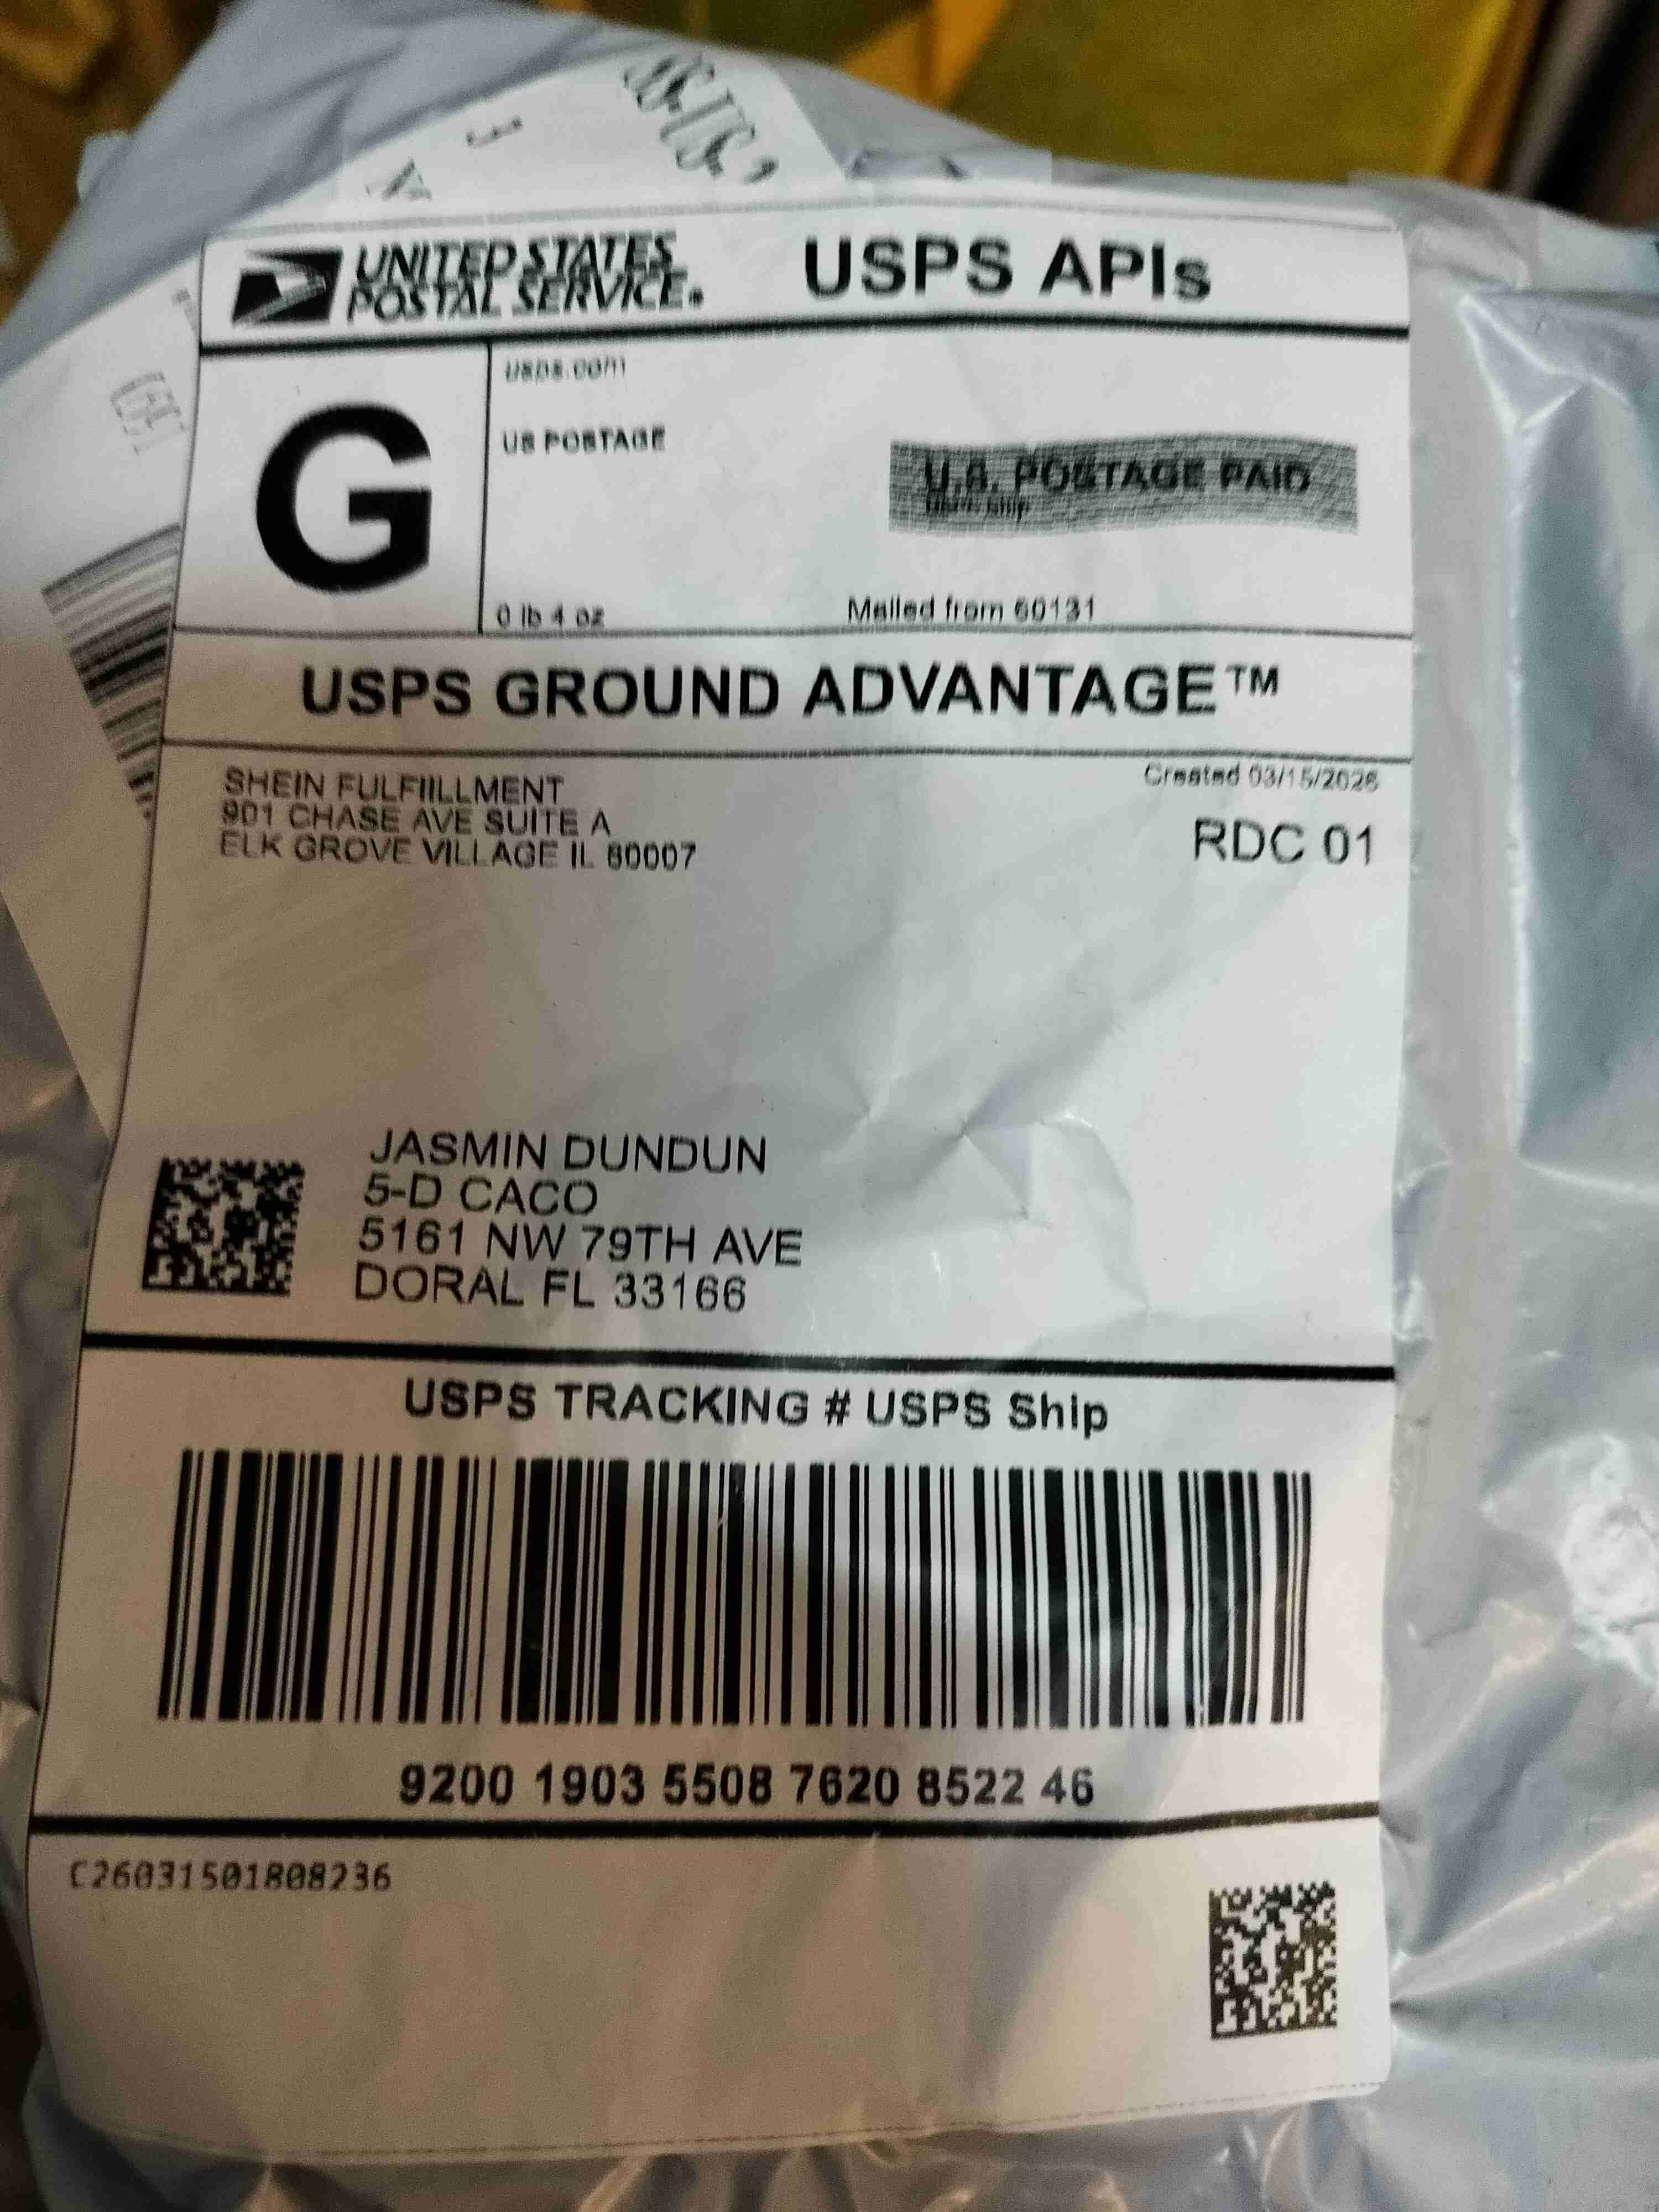 UNITED STATES
POSTAL SERVICE®
USPS APIs
G
usps.com
US POSTAGE
U.S. POSTAGE PAID
0 lb 4 oz
Mailed from 60131
USPS GROUND ADVANTAGE™
SHEIN FULFIILLMENT
901 CHASE AVE SUITE A
ELK GROVE VILLAGE IL 60007
Created 03/15/2026
RDC 01
JASMIN DUNDUN
5-D CACO
5161 NW 79TH AVE
DORAL FL 33166
USPS TRACKING # USPS Ship
9200 1903 5508 7620 8522 46
C26031501808236